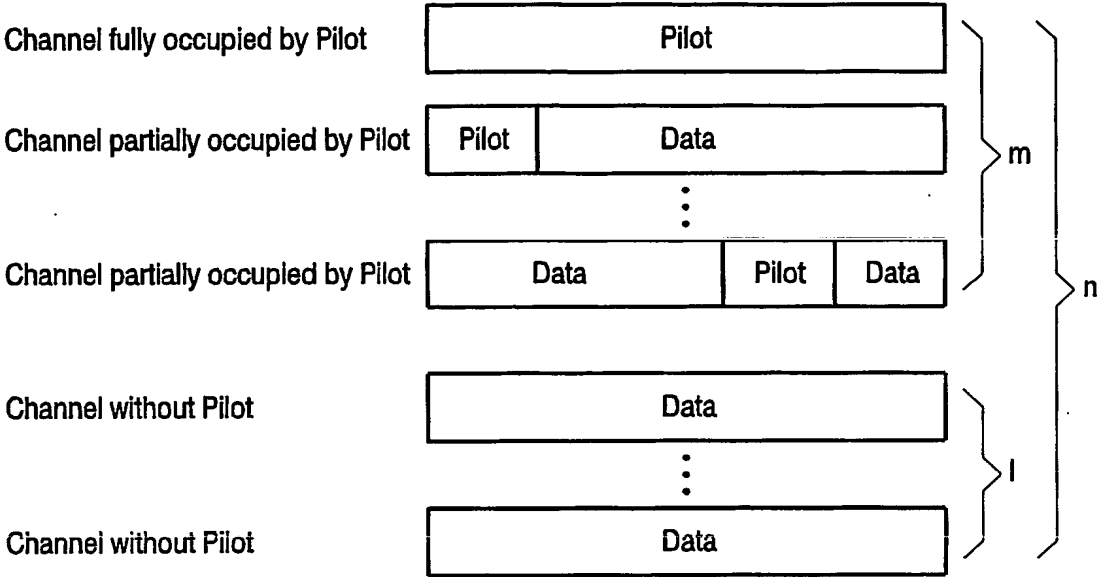 Channel fully occupied by Pilot Pilot
Channel partially occupied by Pilot Pilot Data
m
Channel partially occupied by Pilot Data Pilot Data
n
Channel without Pilot Data
l
Channel without Pilot Data